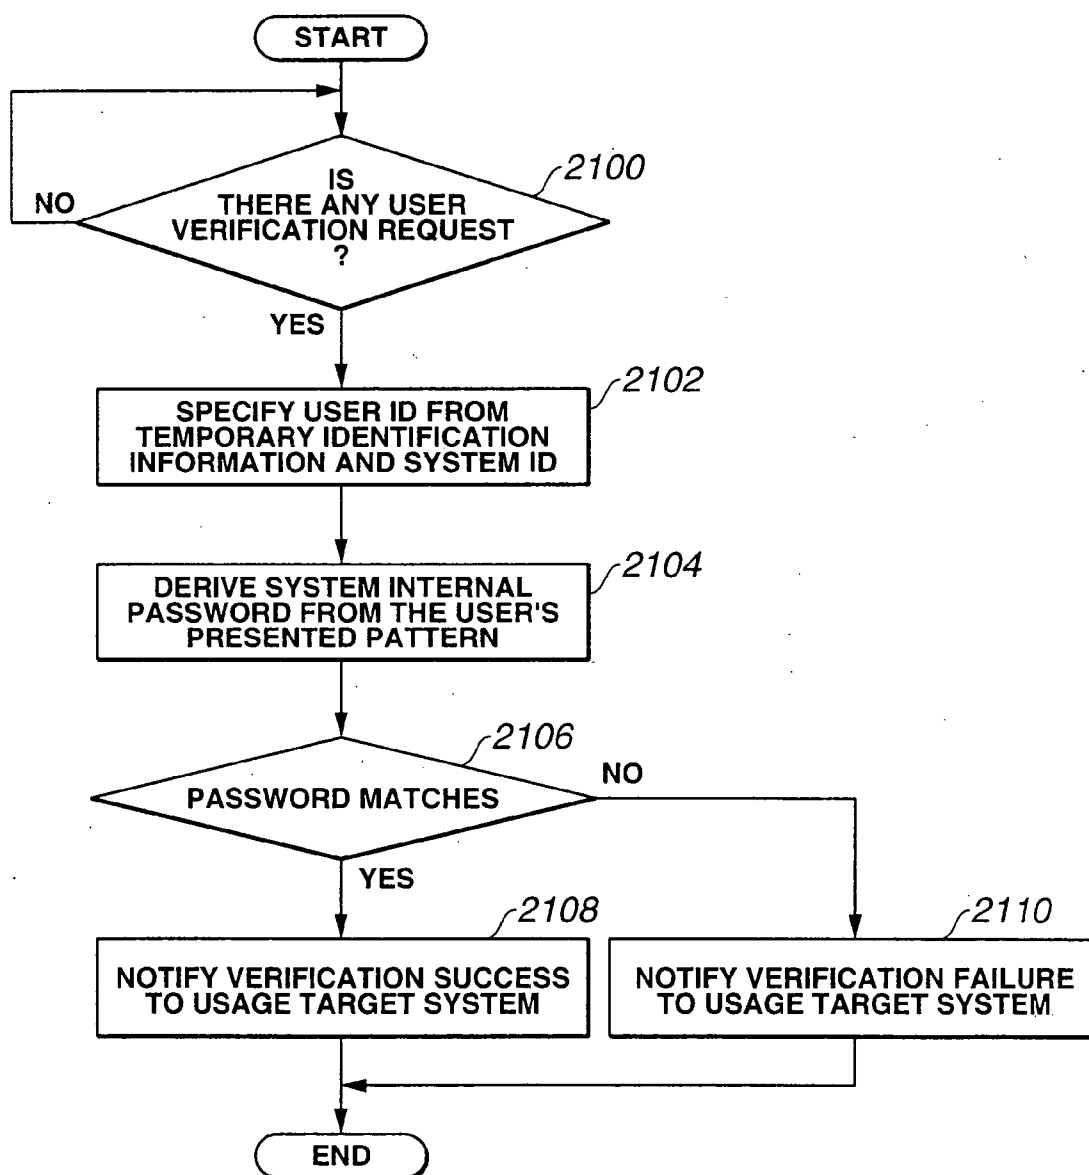 START
IS
THERE ANY USER
VERIFICATION REQUEST
?
2100
NO
YES
2102
SPECIFY USER ID FROM
TEMPORARY IDENTIFICATION
INFORMATION AND SYSTEM ID
2104
DERIVE SYSTEM INTERNAL
PASSWORD FROM THE USER'S
PRESENTED PATTERN
2106
PASSWORD MATCHES
NO
YES
2108
NOTIFY VERIFICATION SUCCESS
TO USAGE TARGET SYSTEM
2110
NOTIFY VERIFICATION FAILURE
TO USAGE TARGET SYSTEM
END